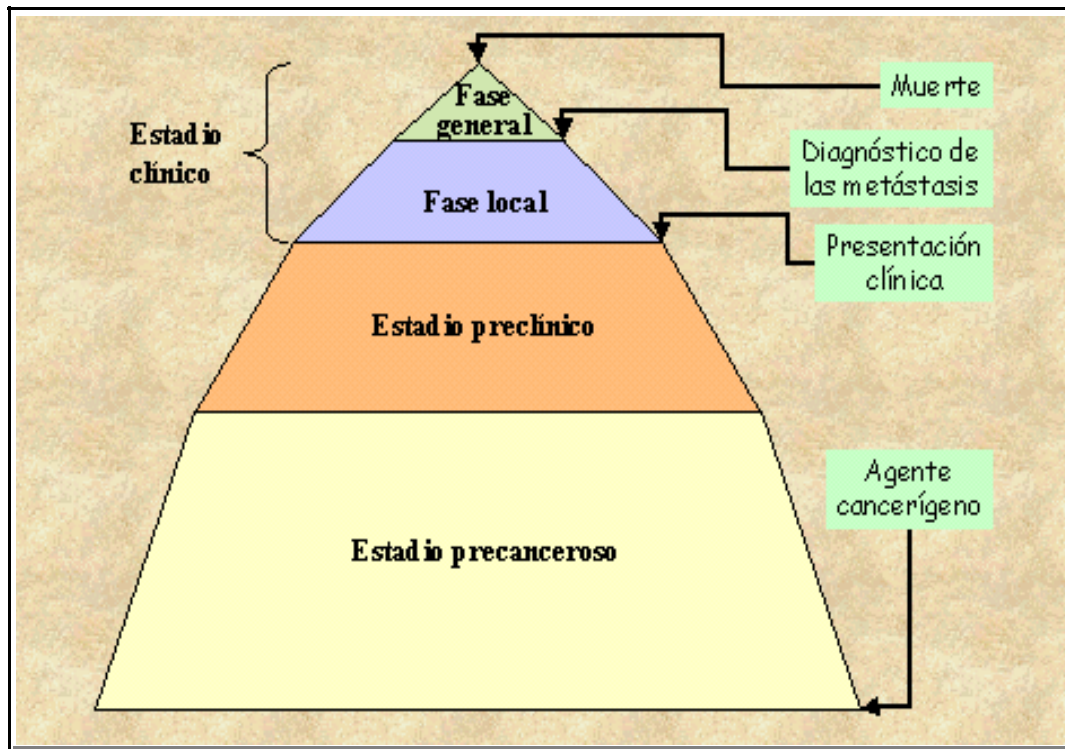 Muerte
Fase
general
Estadio
clínico
Diagnóstico de
las metástasis
Fase local
Presentación
clínica
Estadio preclínico
Agente
cancerígeno
Estadio precanceroso